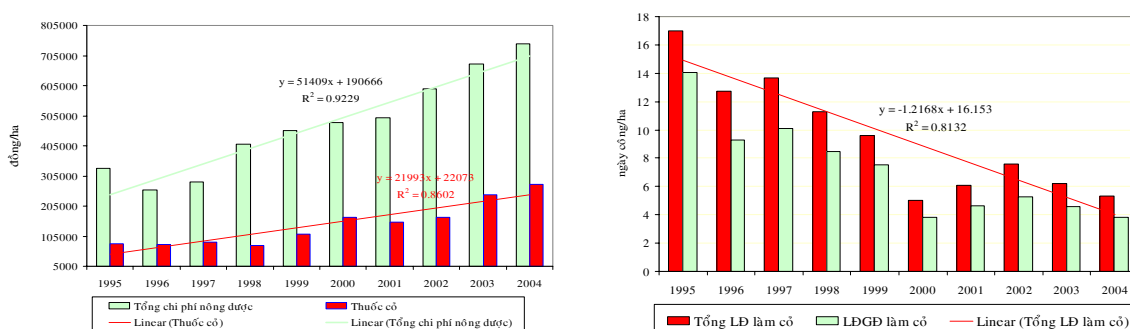 805000
705000
605000
505000
405000
305000
205000
105000
5000
đồng/ha
y = 51409x + 190666
R² = 0.9229
y = 21993x + 22073
R² = 0.8602
1995 1996 1997 1998 1999 2000 2001 2002 2003 2004
Tổng chi phí nông dược Thuốc cỏ
Linear (Thuốc cỏ) Linear (Tổng chi phí nông dược)
18
16
14
12
10
8
6
4
2
0
ngày công/ha
y = -1.2168x + 16.153
R² = 0.8132
1995 1996 1997 1998 1999 2000 2001 2002 2003 2004
Tổng LĐ làm cỏ LĐGĐ làm cỏ Linear (Tổng LĐ làm cỏ)